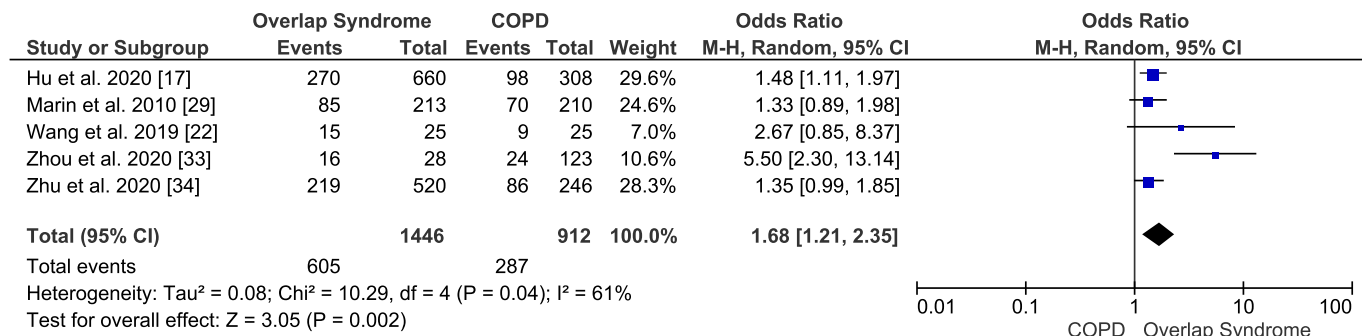 Overlap Syndrome COPD Odds Ratio Odds Ratio
Study or Subgroup Events Total Events Total Weight M-H, Random, 95% CI M-H, Random, 95% CI
Hu et al. 2020 [17] 270 660 98 308 29.6% 1.48 [1.11, 1.97]
Marin et al. 2010 [29] 85 213 70 210 24.6% 1.33 [0.89, 1.98]
Wang et al. 2019 [22] 15 25 9 25 7.0% 2.67 [0.85, 8.37]
Zhou et al. 2020 [33] 16 28 24 123 10.6% 5.50 [2.30, 13.14]
Zhu et al. 2020 [34] 219 520 86 246 28.3% 1.35 [0.99, 1.85]
Total (95% CI) 1446 912 100.0% 1.68 [1.21, 2.35]
Total events 605 287
Heterogeneity: Tau² = 0.08; Chi² = 10.29, df = 4 (P = 0.04); I² = 61%
Test for overall effect: Z = 3.05 (P = 0.002)
0.01 0.1 1 10 100
COPD Overlap Syndrome